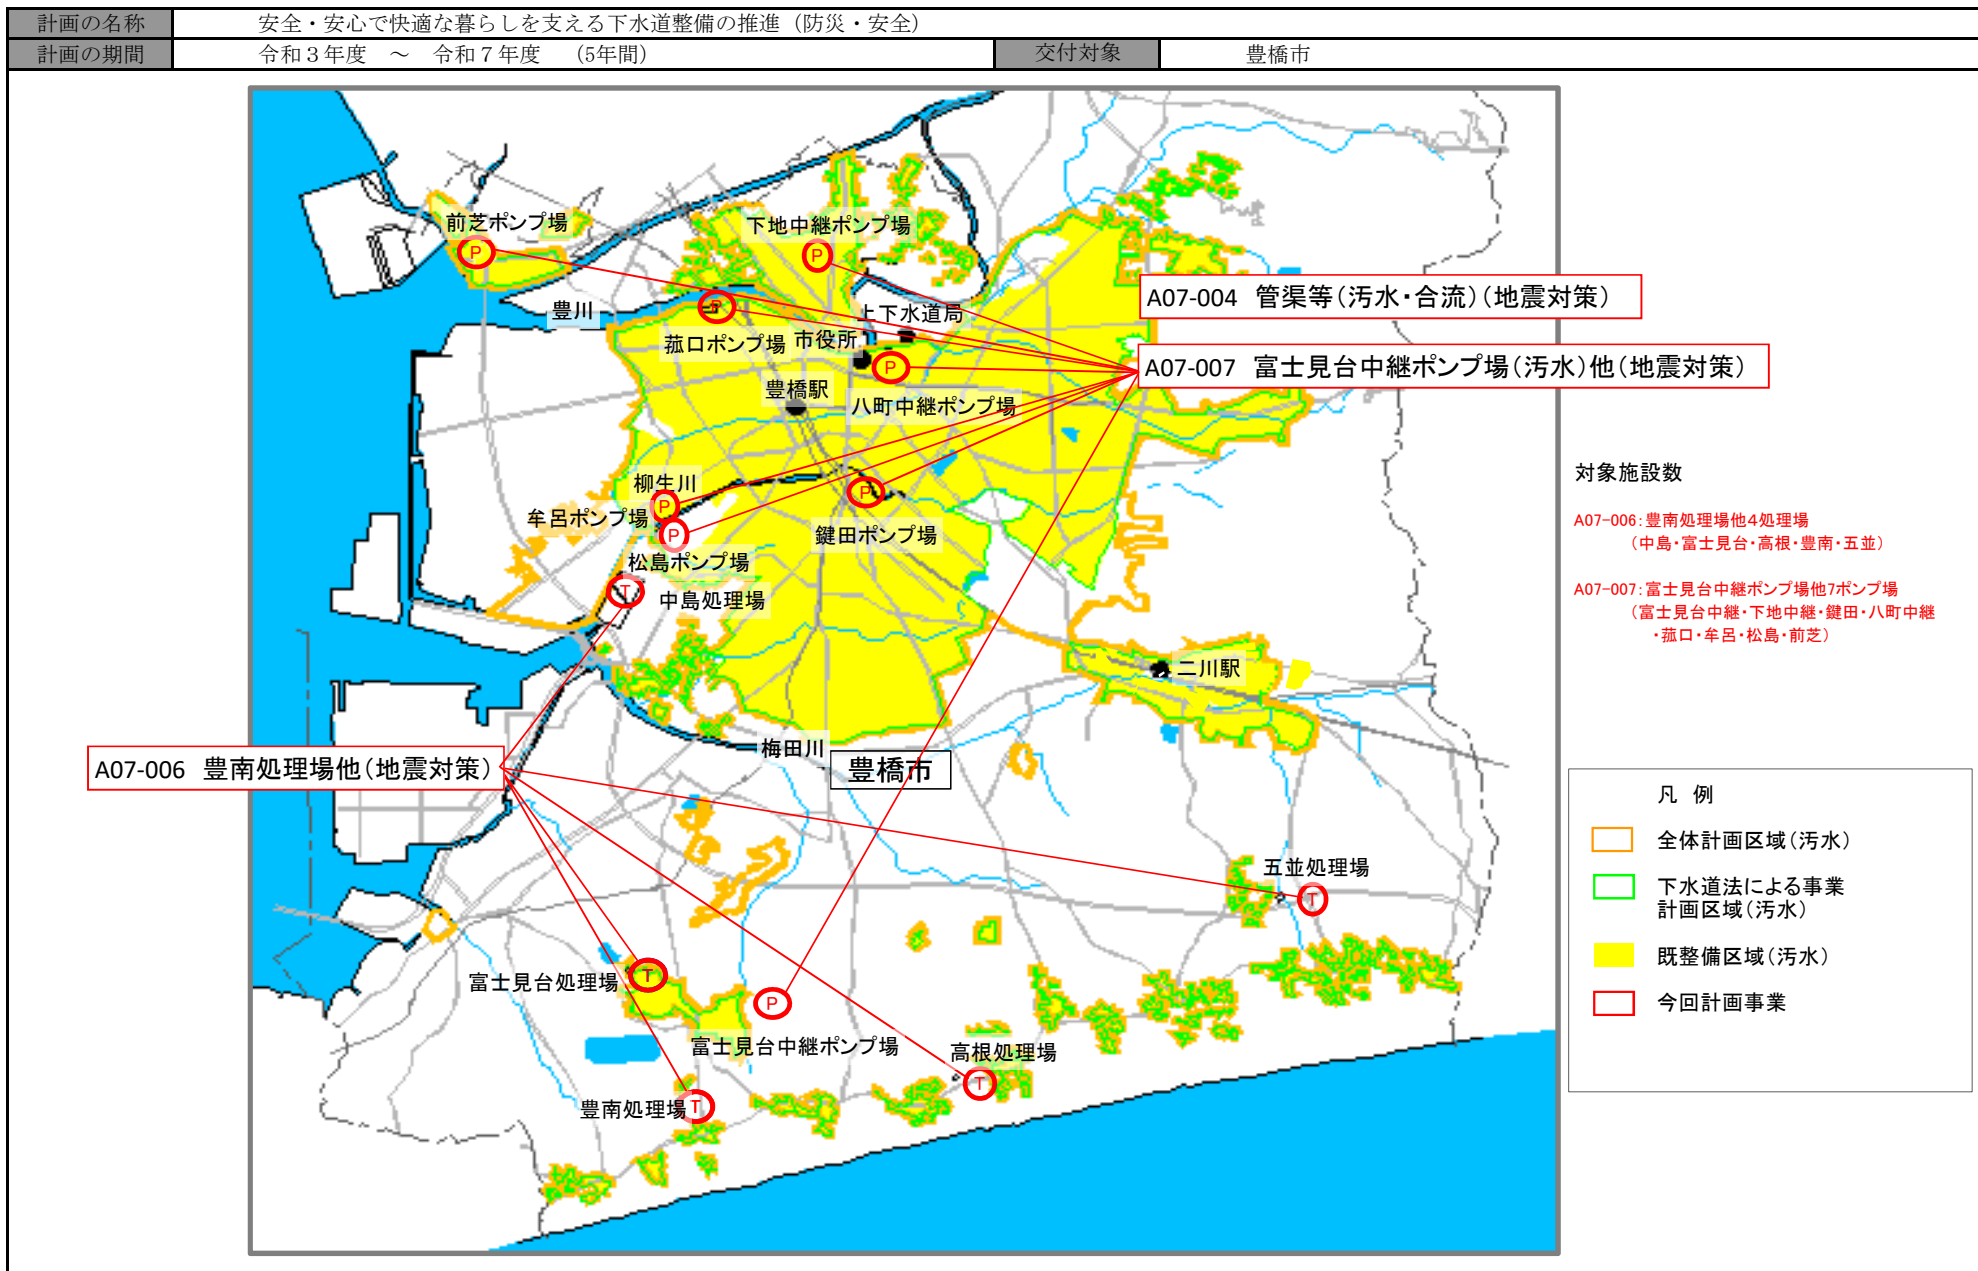 計画の名称 安全・安心で快適な暮らしを支える下水道整備の推進（防災・安全）
計画の期間 令和３年度 ～ 令和７年度 （5年間） 交付対象 豊橋市
前芝ポンプ場
P
下地中継ポンプ場
P
A07-004 管渠等（汚水・合流）（地震対策）
豊川
P
上下水道局
菰口ポンプ場
市役所
P
A07-007 富士見台中継ポンプ場（汚水）他（地震対策）
豊橋駅
八町中継ポンプ場
柳生川
P
P
牟呂ポンプ場
P
鍵田ポンプ場
松島ポンプ場
T
中島処理場
対象施設数
A07-006：豊南処理場他4処理場
（中島・富士見台・高根・豊南・五並）
A07-007：富士見台中継ポンプ場他7ポンプ場
（富士見台中継・下地中継・鍵田・八町中継
・菰口・牟呂・松島・前芝）
二川駅
梅田川
豊橋市
A07-006 豊南処理場他（地震対策）
五並処理場
T
富士見台処理場
T
P
富士見台中継ポンプ場
高根処理場
T
豊南処理場
T
凡 例
全体計画区域（汚水）
下水道法による事業
計画区域（汚水）
既整備区域（汚水）
今回計画事業